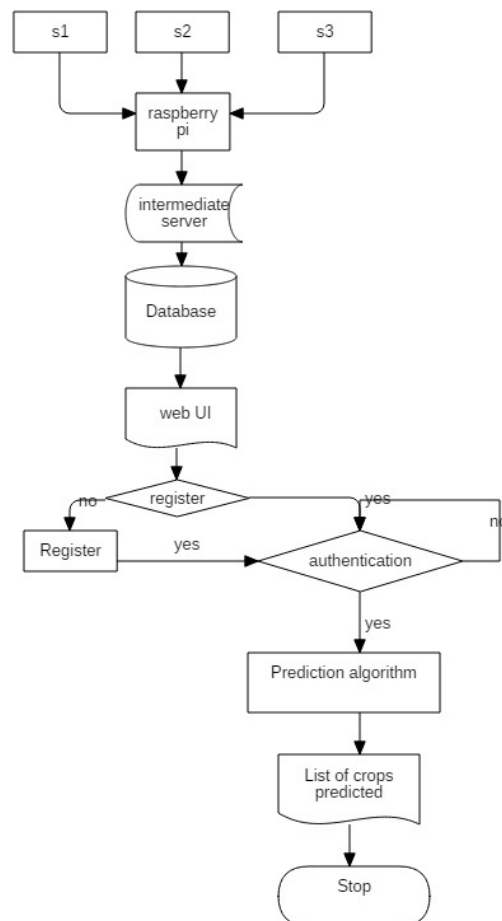 s1
s2
s3
raspberry
pi
intermediate
server
Database
web UI
register
no
yes
Register
yes
authentication
no
yes
Prediction algorithm
List of crops
predicted
Stop